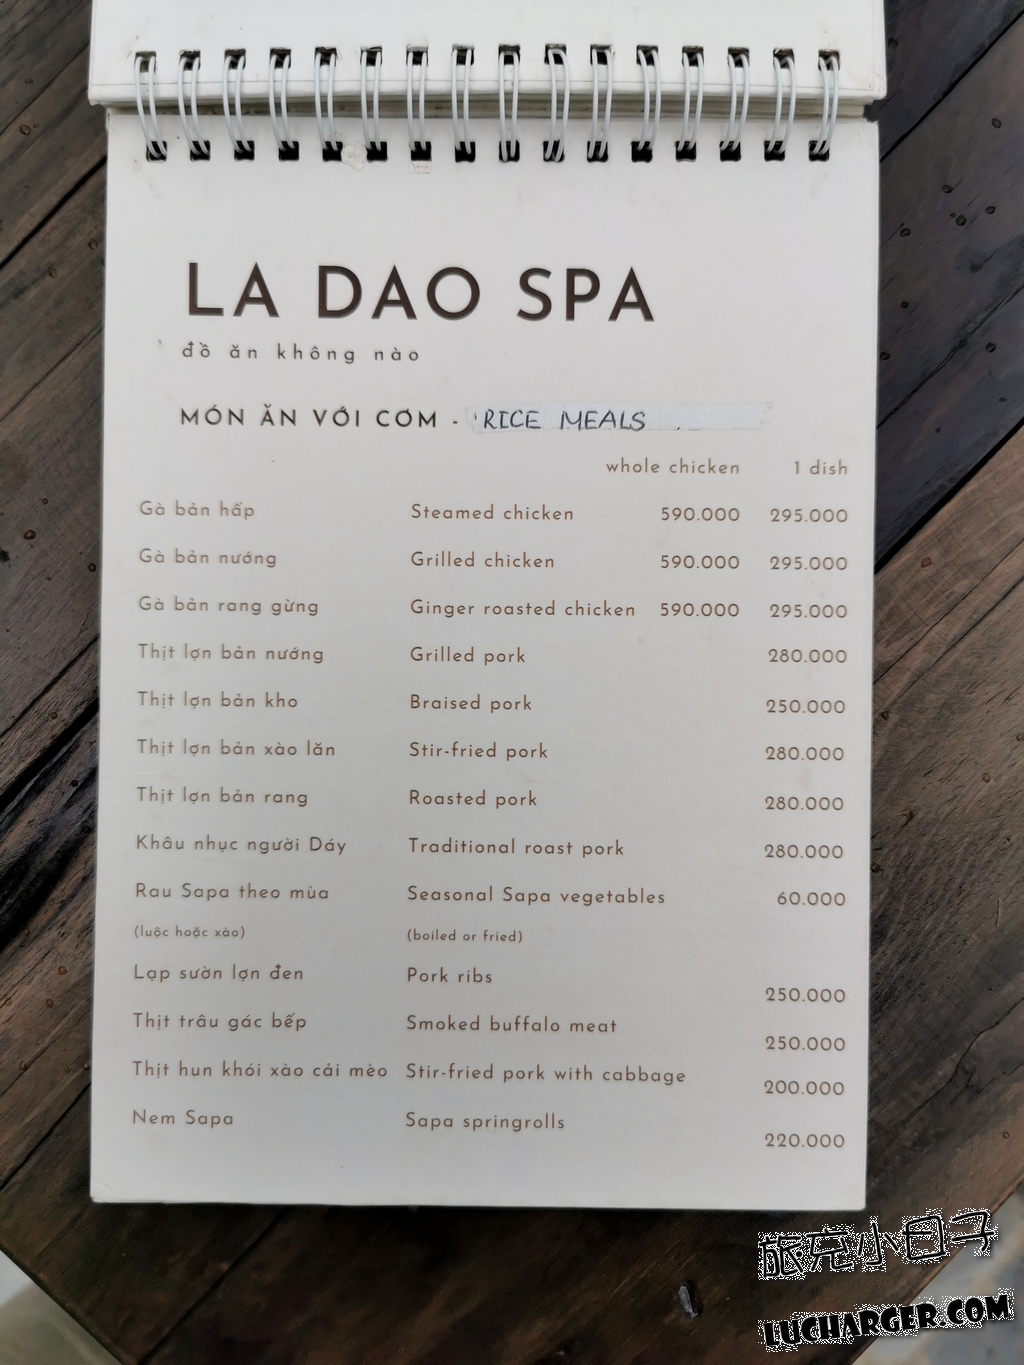 LA DAO SPA
đồ ăn không nào
MÓN ĂN VỚI CƠM - RICE MEALS
whole chicken 1 dish
Gà bản hấp Steamed chicken 590.000 295.000
Gà bản nướng Grilled chicken 590.000 295.000
Gà bản rang gừng Ginger roasted chicken 590.000 295.000
Thịt lợn bản nướng Grilled pork 280.000
Thịt lợn bản kho Braised pork 250.000
Thịt lợn bản xào lăn Stir-fried pork 280.000
Thịt lợn bản rang Roasted pork 280.000
Khâu nhục người Dáy Traditional roast pork 280.000
Rau Sapa theo mùa Seasonal Sapa vegetables 60.000
(luộc hoặc xào) (boiled or fried)
Lạp sườn lợn đen Pork ribs 250.000
Thịt trâu gác bếp Smoked buffalo meat 250.000
Thịt hun khói xào cải mèo Stir-fried pork with cabbage 200.000
Nem Sapa Sapa springrolls 220.000
旅充小日子
LUCHARGER.COM